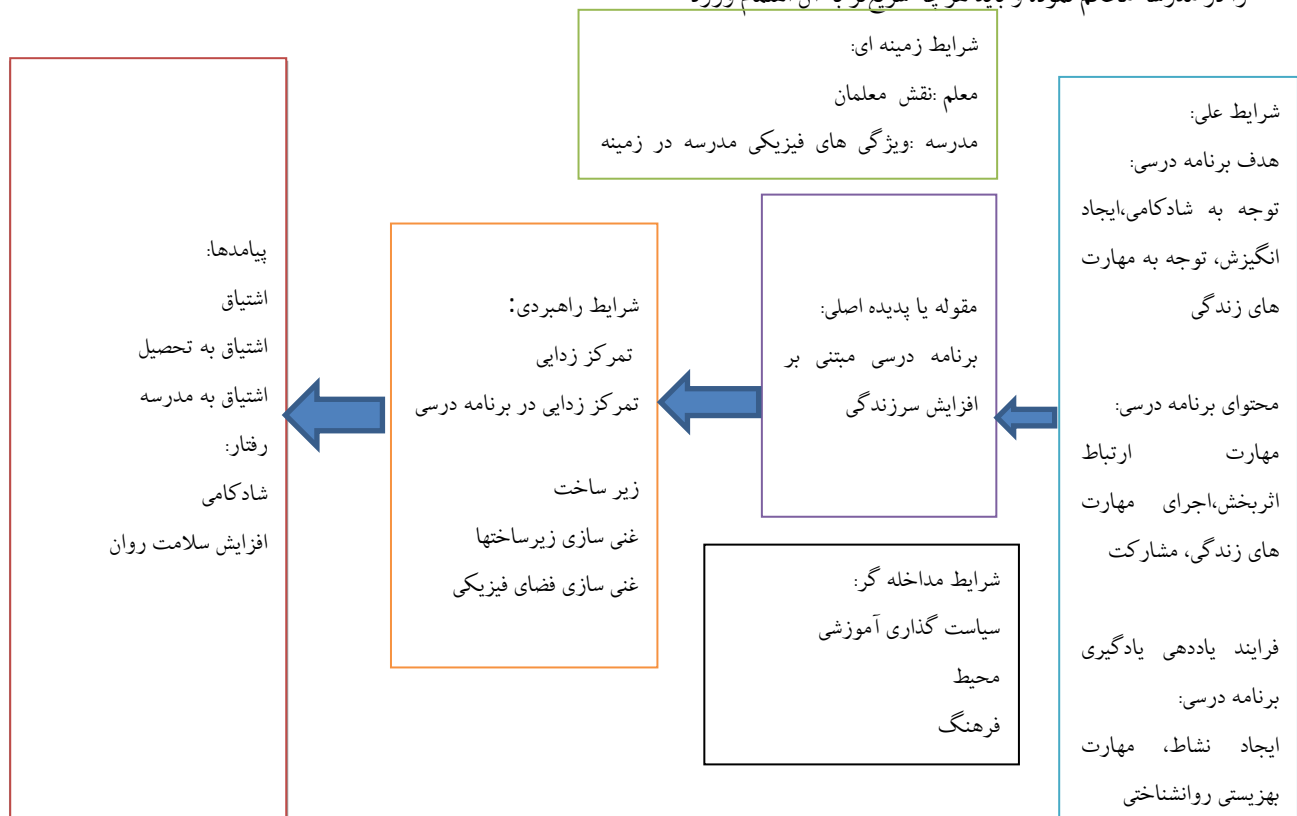 شرایط زمینه ای:
معلم :نقش معلمان
مدرسه :ویژگی های فیزیکی مدرسه در زمینه
شرایط علی:
هدف برنامه درسی:
توجه به شادکامی،ایجاد
انگیزش، توجه به مهارت
های زندگی
محتوای برنامه درسی:
مهارت ارتباط
اثربخش،اجرای مهارت
های زندگی، مشارکت
فرایند یاددهی یادگیری
برنامه درسی:
ایجاد نشاط، مهارت
بهزیستی روانشناختی
مقوله یا پدیده اصلی:
برنامه درسی مبتنی بر
افزایش سرزندگی
شرایط مداخله گر:
سیاست گذاری آموزشی
محیط
فرهنگ
شرایط راهبردی:
تمرکز زدایی
تمرکز زدایی در برنامه درسی
زیر ساخت
غنی سازی زیرساختها
غنی سازی فضای فیزیکی
پیامدها:
اشتیاق
اشتیاق به تحصیل
اشتیاق به مدرسه
رفتار:
شادکامی
افزایش سلامت روان